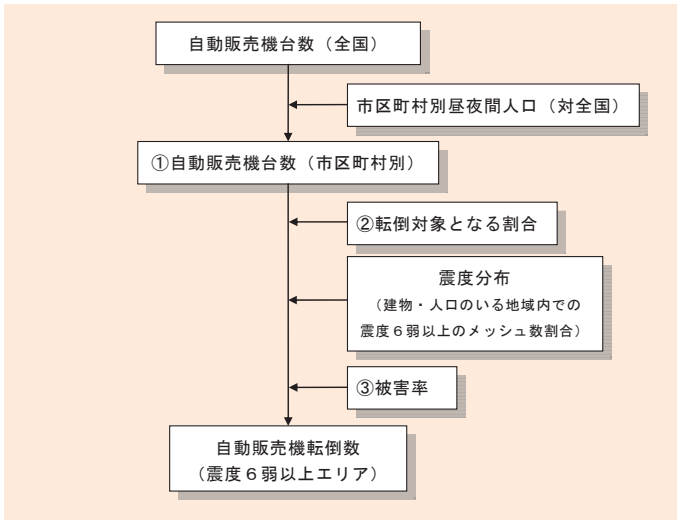 自動販売機台数（全国）
市区町村別昼夜間人口（対全国）
①自動販売機台数（市区町村別）
②転倒対象となる割合
震度分布
（建物・人口のいる地域内での
震度６弱以上のメッシュ数割合）
③被害率
自動販売機転倒数
（震度６弱以上エリア）